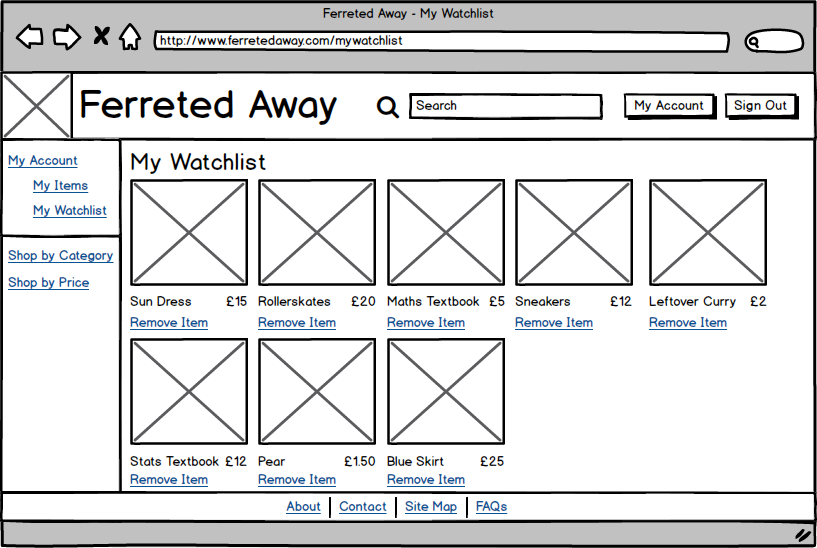 Ferreted Away - My Watchlist
http://www.ferretedaway.com/mywatchlist
Ferreted Away
Search
My Account
Sign Out
My Account
My Items
My Watchlist
Shop by Category
Shop by Price
My Watchlist
Sun Dress £15 Rollerskates £20 Maths Textbook £5 Sneakers £12 Leftover Curry £2
Remove Item Remove Item Remove Item Remove Item Remove Item
Stats Textbook £12 Pear £1.50 Blue Skirt £25
Remove Item Remove Item Remove Item
About | Contact | Site Map | FAQs